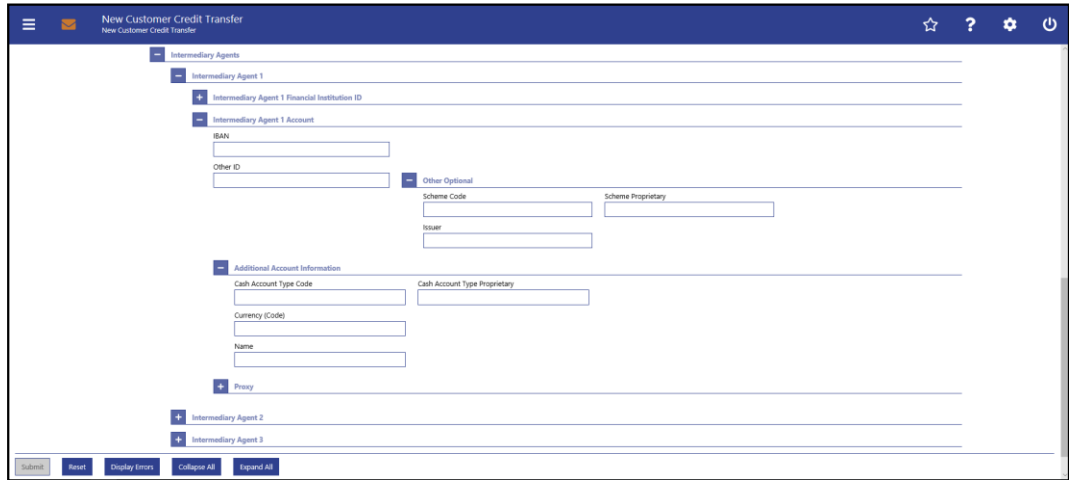 New Customer Credit Transfer
New Customer Credit Transfer
Intermediary Agents
Intermediary Agent 1
Intermediary Agent 1 Financial Institution ID
Intermediary Agent 1 Account
IBAN
Other ID
Other Optional
Scheme Code Scheme Proprietary
Issuer
Additional Account Information
Cash Account Type Code Cash Account Type Proprietary
Currency (Code)
Name
Proxy
Intermediary Agent 2
Intermediary Agent 3
Submit Reset Display Errors Collapse All Expand All